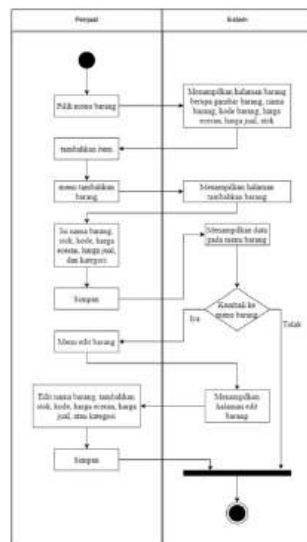 Penjual
Sistem
Pilih menu barang
Menampilkan halaman barang
berupa gambar barang, nama
barang, kode barang, harga
eceran, harga jual, stok
tambahkan item
menu tambahkan
barang
Menampilkan halaman
tambahkan barang
Isi nama barang,
stok, kode, harga
eceran, harga jual,
dan kategori
Menampilkan data
pada menu barang
Simpan
Kembali ke
menu barang
Iya
Tidak
Menu edit barang
Edit nama barang, tambahkan
stok, kode, harga eceran, harga
jual, atau kategori
Menampilkan
halaman edit
barang
Simpan